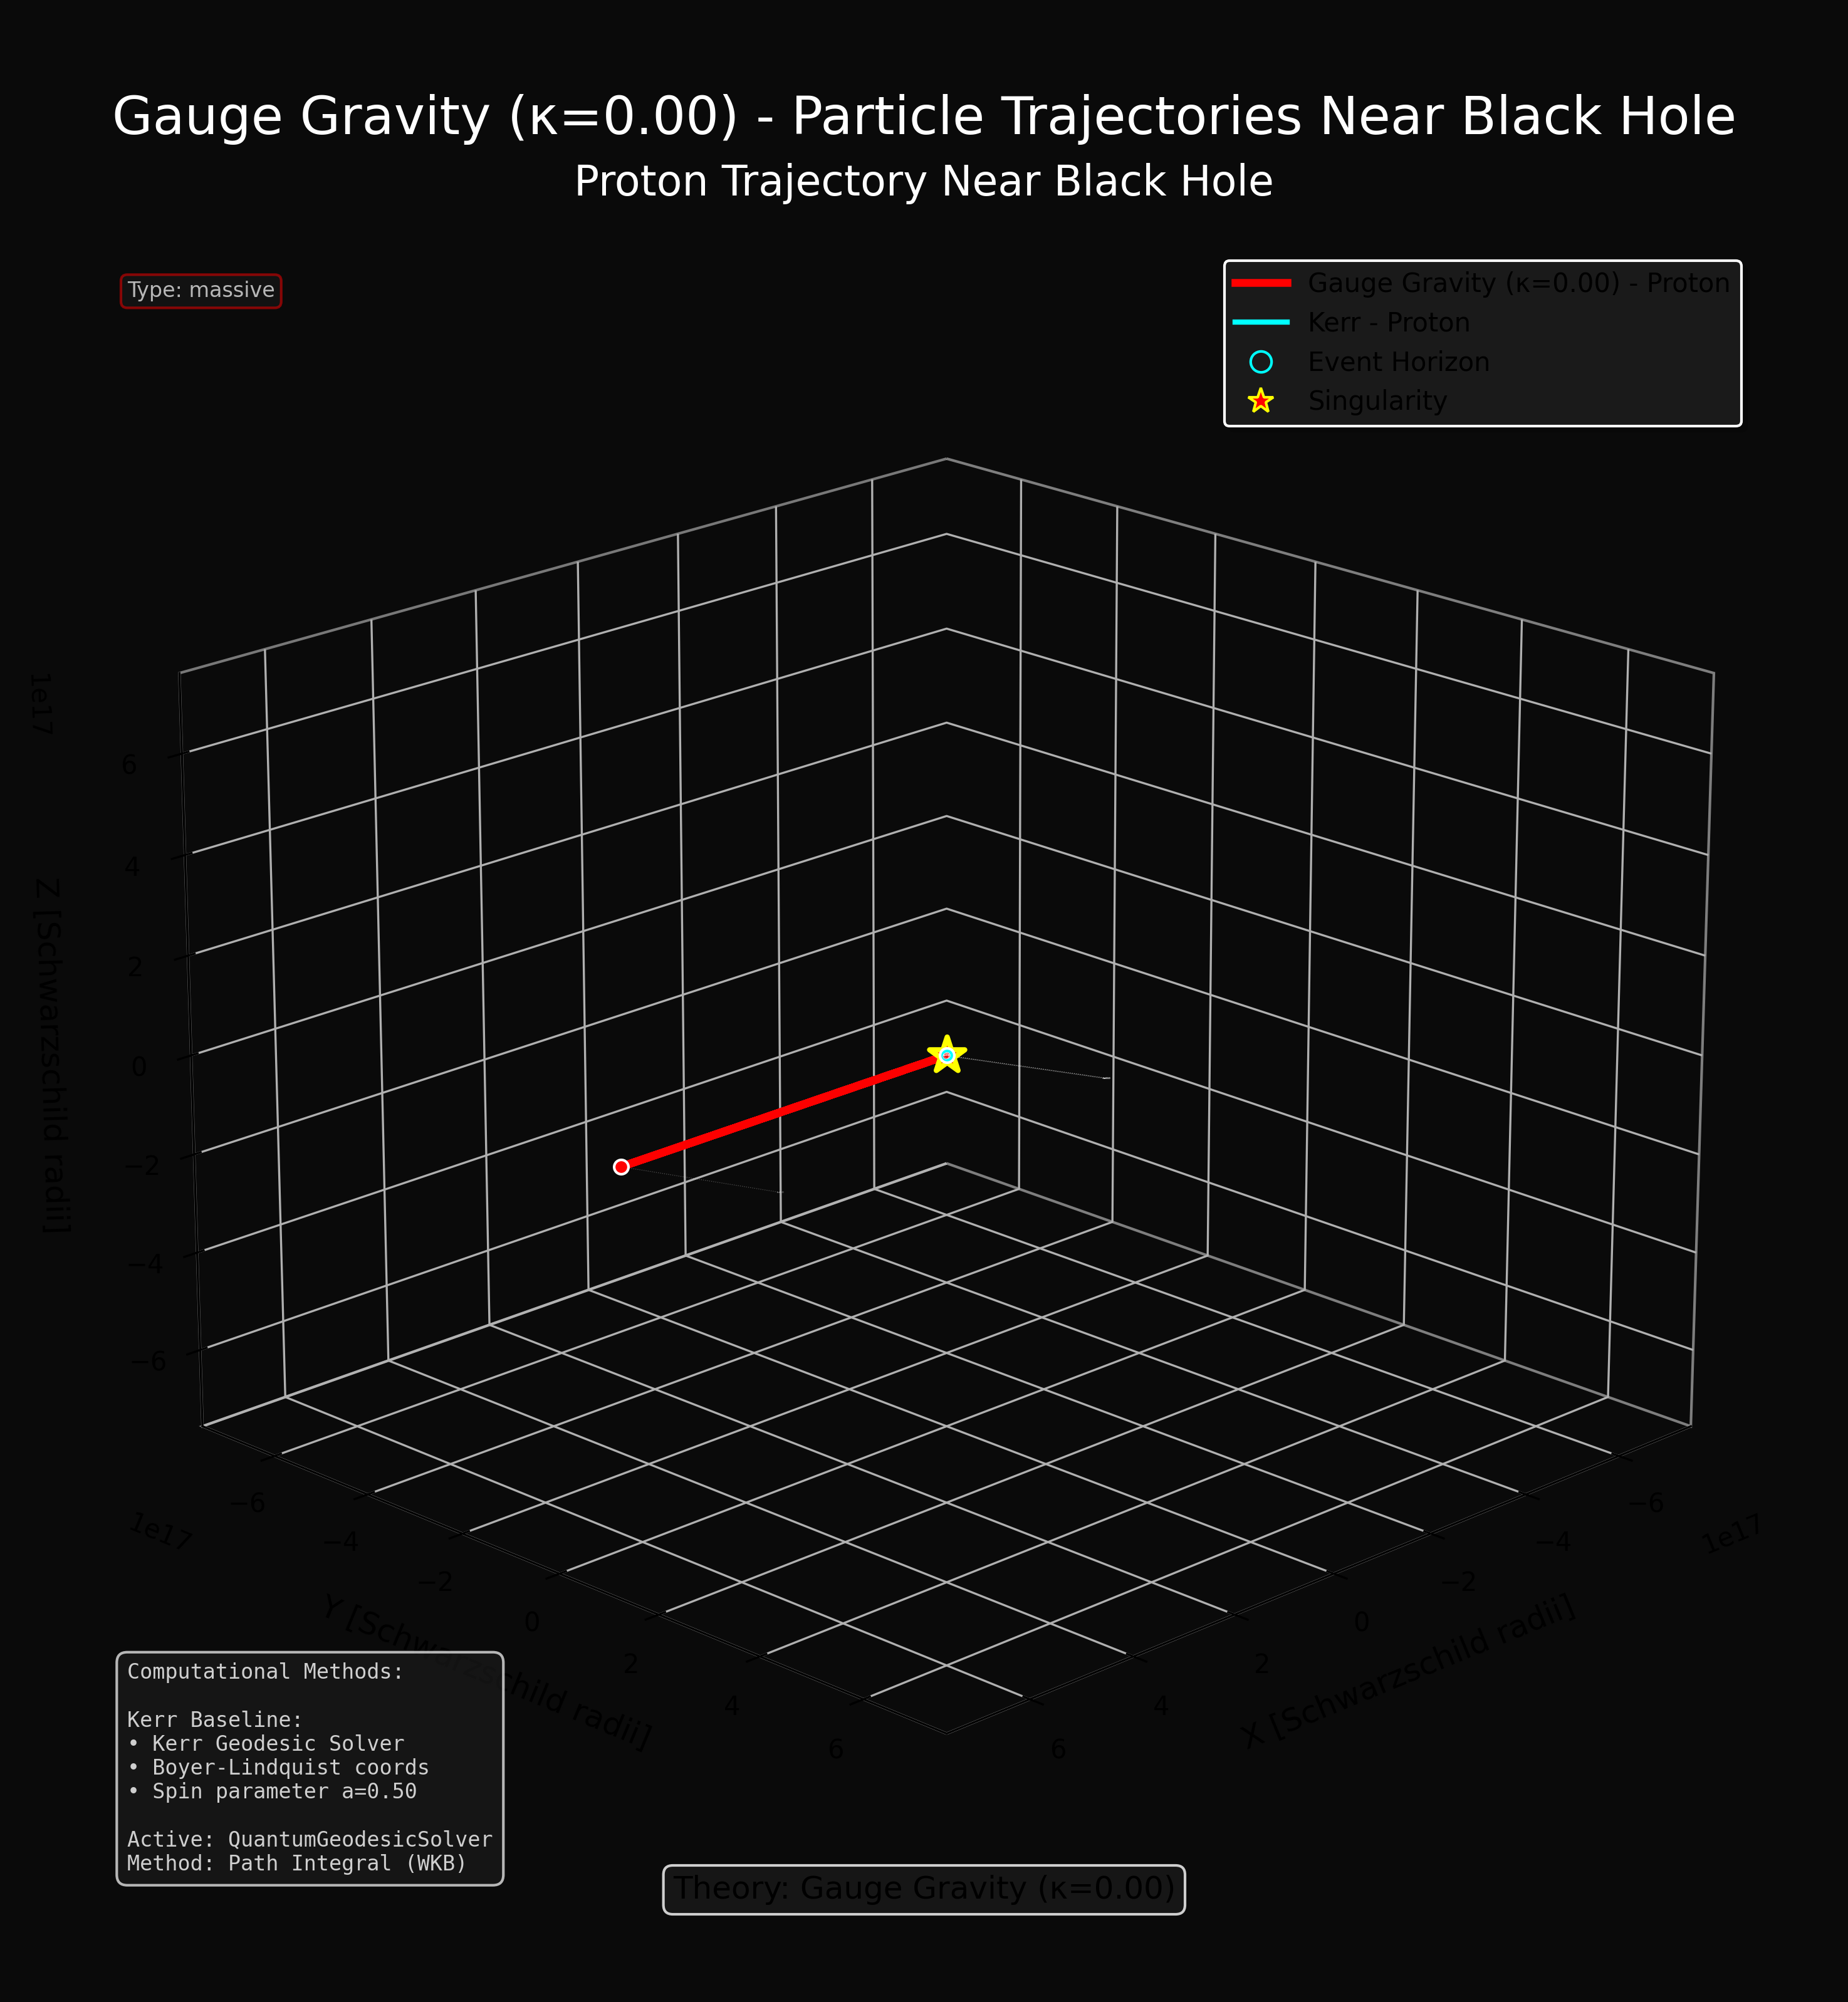 Gauge Gravity (κ=0.00) - Particle Trajectories Near Black Hole
Proton Trajectory Near Black Hole
Type: massive
Gauge Gravity (κ=0.00) - Proton
Kerr - Proton
Event Horizon
Singularity
1e17
6
4
2
0
−2
−4
−6
Z [Schwarzschild radii]
1e17
−6
−4
−2
0
2
4
6
Y [Schwarzschild radii]
1e17
−6
−4
−2
0
2
4
6
X [Schwarzschild radii]
Computational Methods:
Kerr Baseline:
• Kerr Geodesic Solver
• Boyer-Lindquist coords
• Spin parameter a=0.50
Active: QuantumGeodesicSolver
Method: Path Integral (WKB)
Theory: Gauge Gravity (κ=0.00)